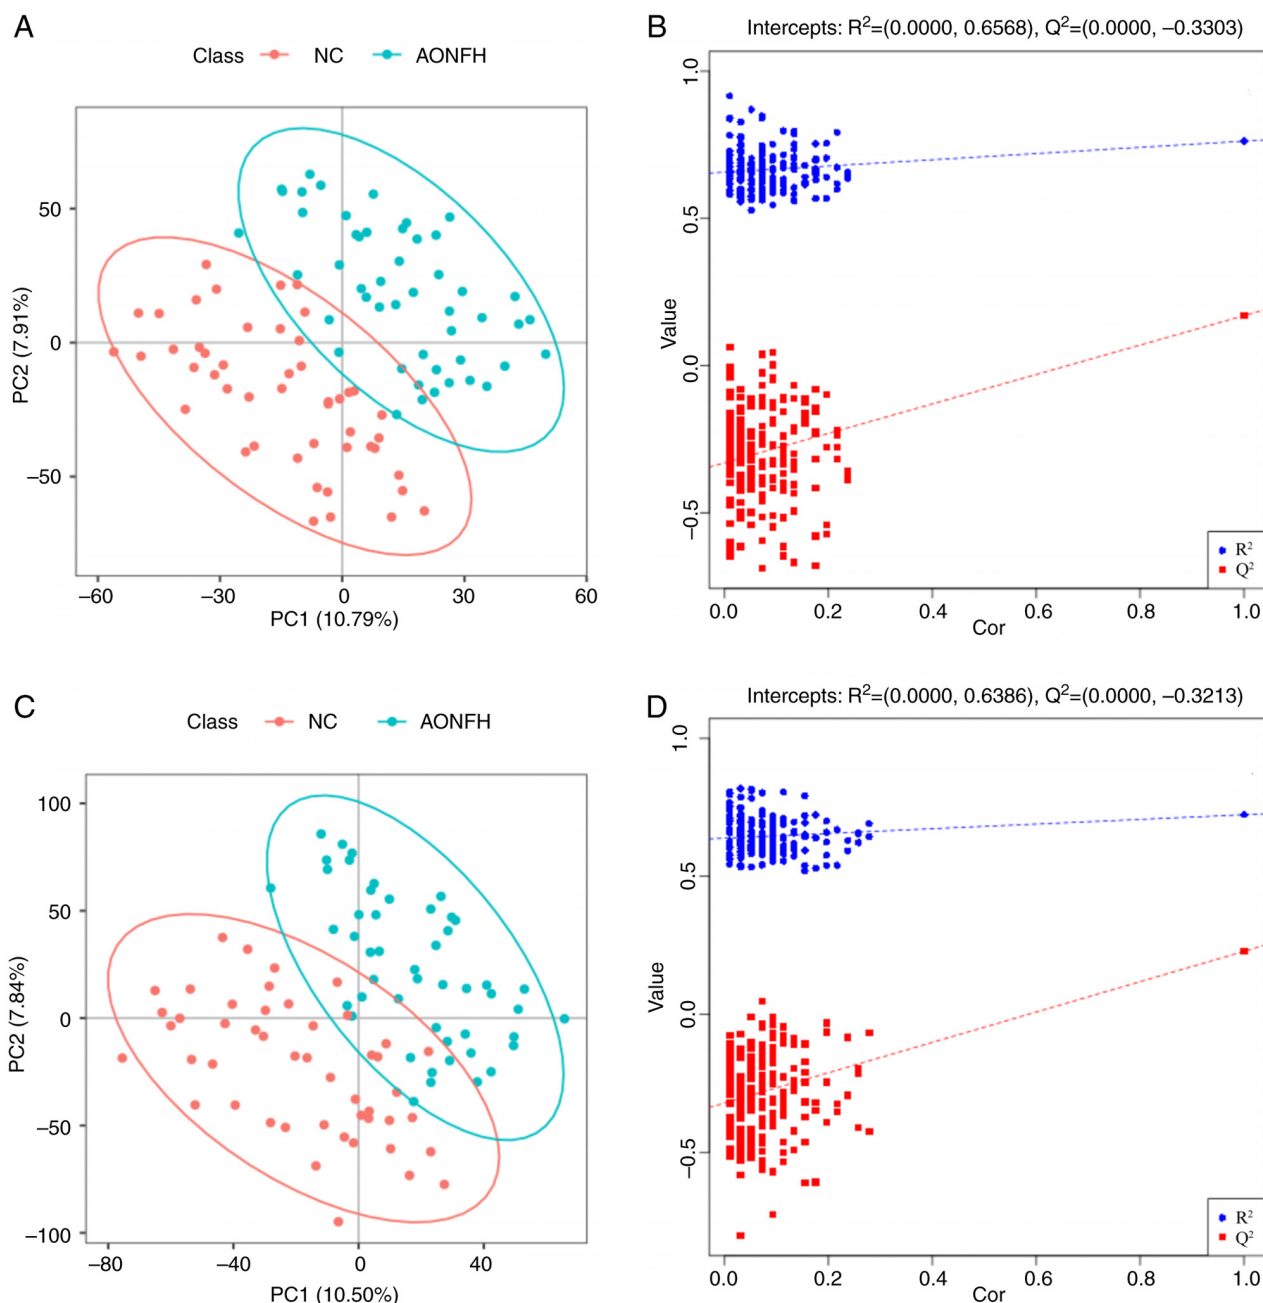 A
Class NC AONFH
50
0
−50
PC2 (7.91%)
−60 −30 0 30 60
PC1 (10.79%)
B
Intercepts: R²=(0.0000, 0.6568), Q²=(0.0000, −0.3303)
1.0
0.5
0.0
−0.5
Value
R²
Q²
0.0 0.2 0.4 0.6 0.8 1.0
Cor
C
Class NC AONFH
100
50
0
−50
−100
PC2 (7.84%)
−80 −40 0 40
PC1 (10.50%)
D
Intercepts: R²=(0.0000, 0.6386), Q²=(0.0000, −0.3213)
1.0
0.5
0.0
−0.5
Value
R²
Q²
0.0 0.2 0.4 0.6 0.8 1.0
Cor